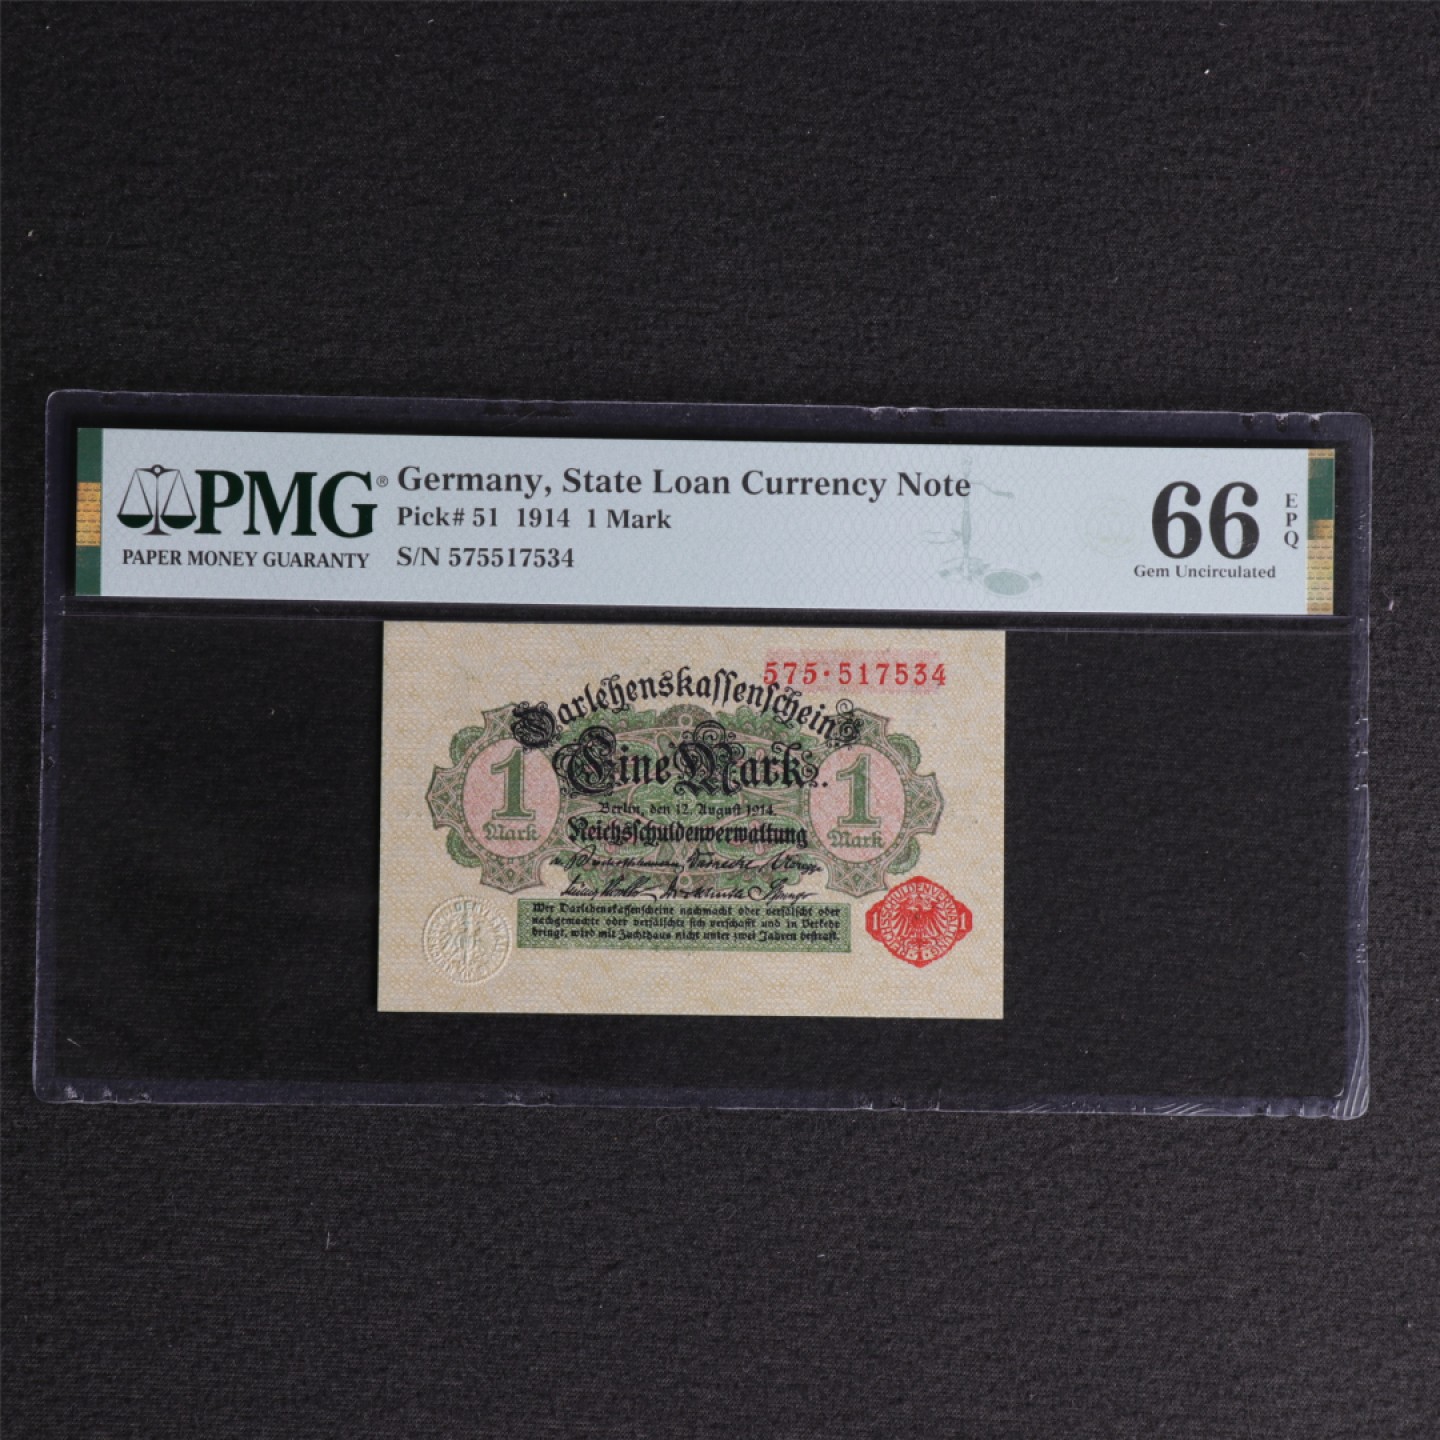 PMG®
PAPER MONEY GUARANTY
Germany, State Loan Currency Note
Pick# 51 1914 1 Mark
S/N 575517534
66
EPQ
Gem Uncirculated
575·517534
Darlehenskassenschein
Eine Mark.
1
Mark
1
Mark
Berlin, den 12. August 1914.
Reichsschuldenverwaltung
Wer Darlehenskassenscheine nachmacht oder verfälscht oder
nachgemachte oder verfälschte sich verschafft und in Verkehr
bringt, wird mit Zuchthaus nicht unter zwei Jahren bestraft.
1
REICHSSCHULDENVERWALTUNG
1